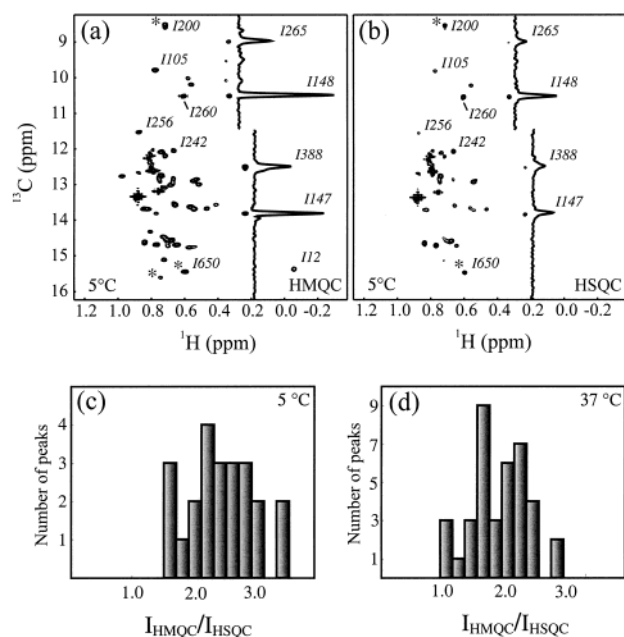 (a) * I200 I265
I105
I148
I260
I256 I242
I388
I147
I12
* * I650
5°C HMQC
9
10
11
12
13
14
15
16
13C (ppm)
1.2 1.0 0.8 0.6 0.4 0.2 0.0 -0.2
1H (ppm)
(b) * I200 I265
I105
I148
I260
I256 I242
I388
I147
* I650
5°C HSQC
1.2 1.0 0.8 0.6 0.4 0.2 0.0 -0.2
1H (ppm)
(c) 5 °C
Number of peaks
4
3
2
1
1.0 2.0 3.0
IHMQC/IHSQC
(d) 37 °C
Number of peaks
9
7
5
3
1
1.0 2.0 3.0
IHMQC/IHSQC